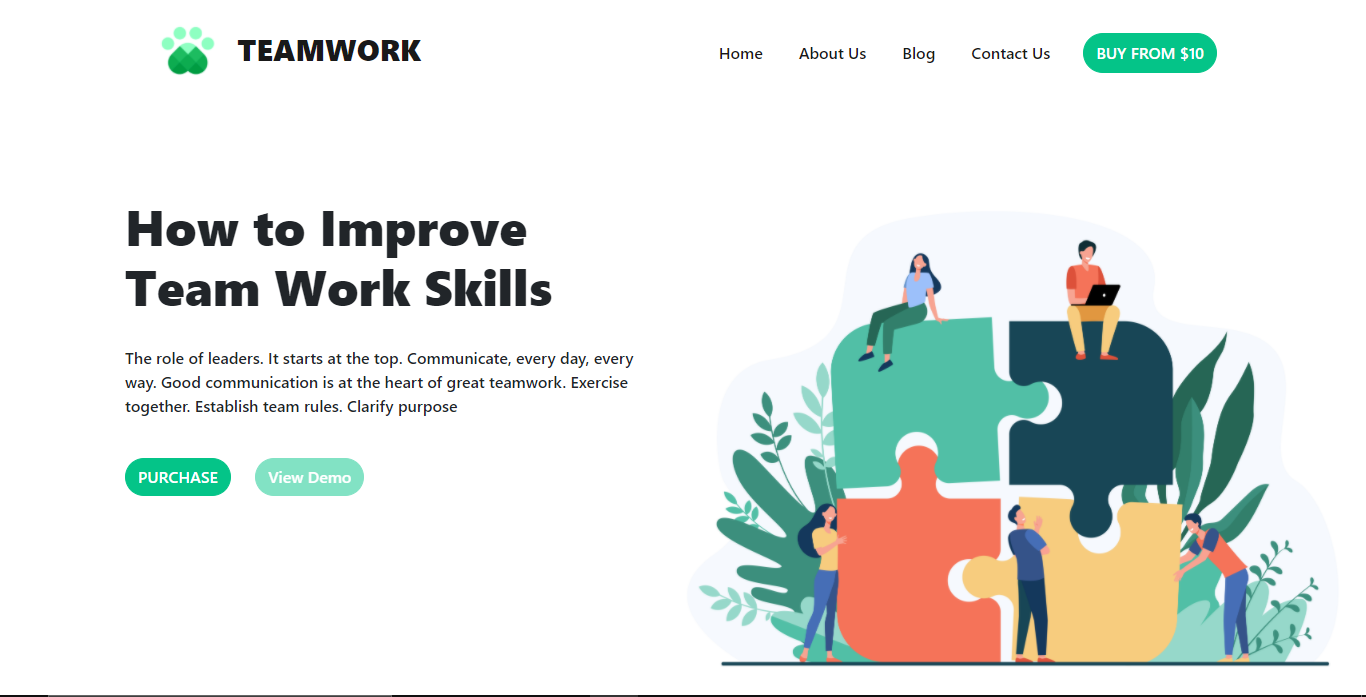 TEAMWORK
Home
About Us
Blog
Contact Us
BUY FROM $10
How to Improve
Team Work Skills
The role of leaders. It starts at the top. Communicate, every day, every
way. Good communication is at the heart of great teamwork. Exercise
together. Establish team rules. Clarify purpose
PURCHASE
View Demo